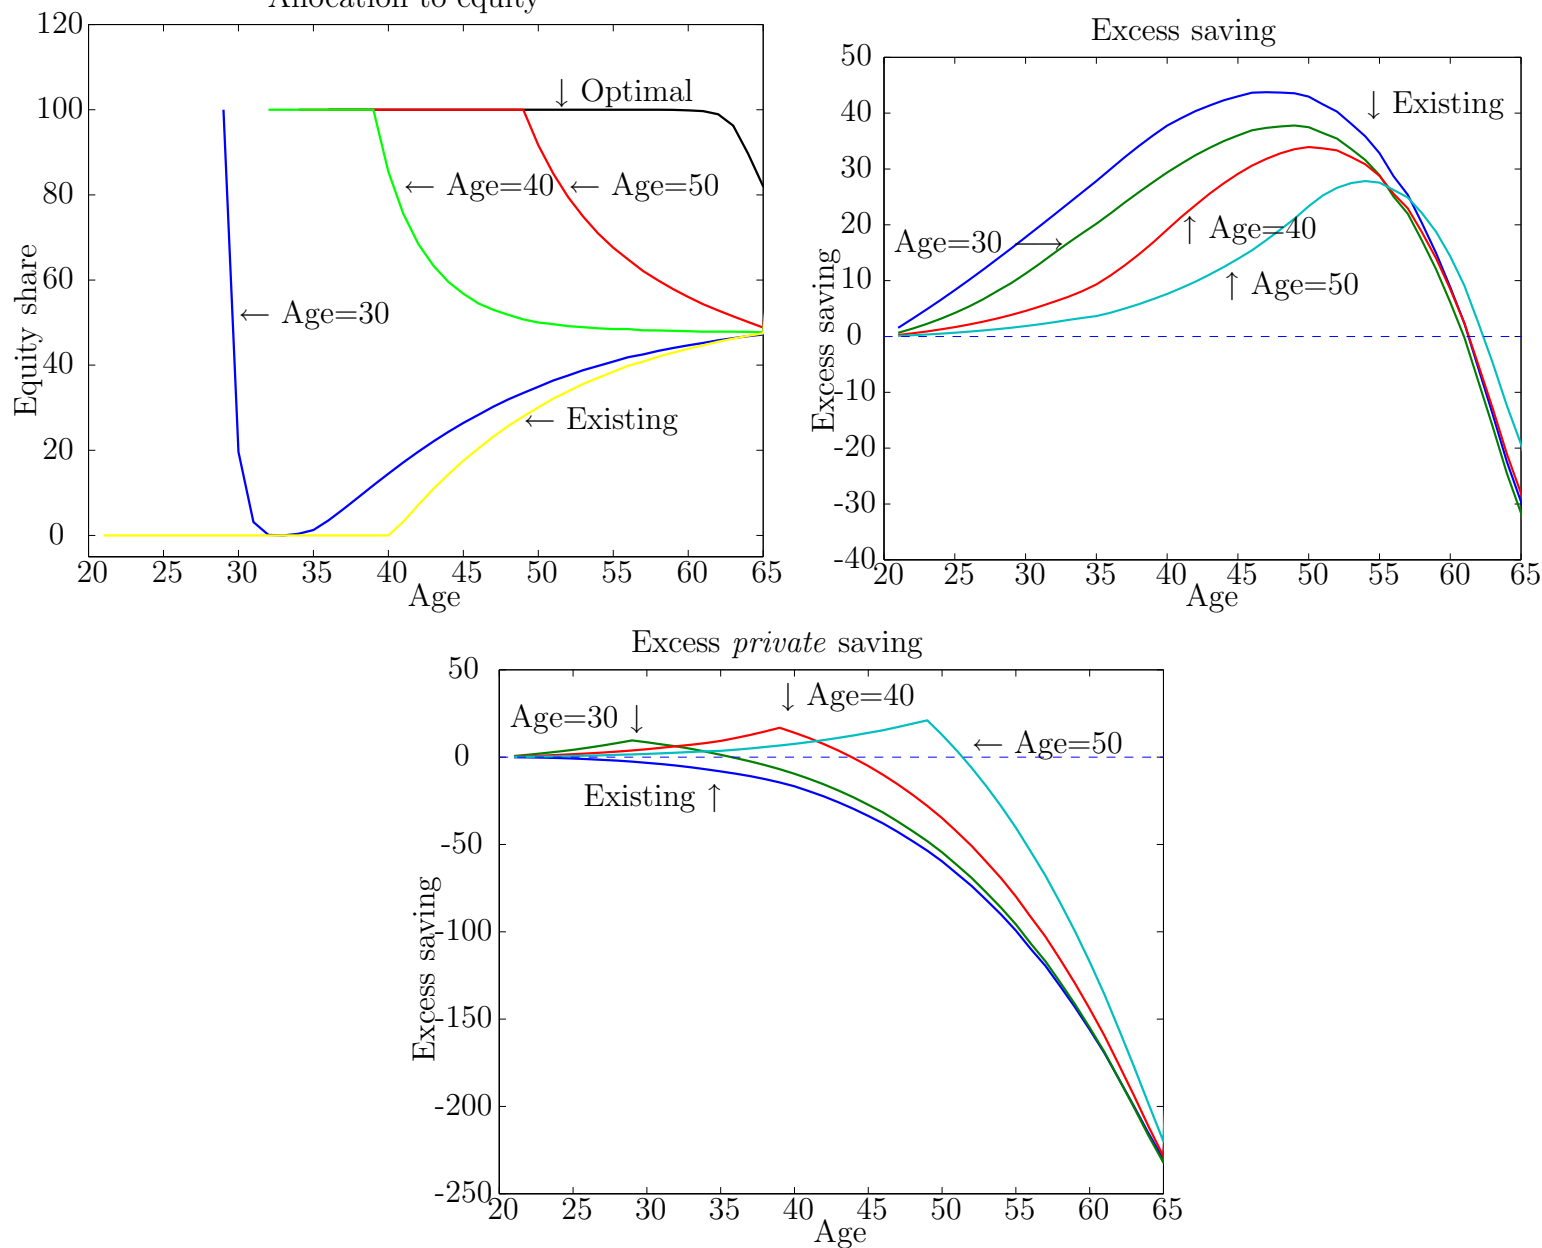 Allocation to equity
120
100
80
60
40
20
0
Equity share
↓ Optimal
← Age=40
← Age=50
← Age=30
← Existing
20 25 30 35 40 45 50 55 60 65
Age
Excess saving
50
40
30
20
10
0
-10
-20
-30
-40
Excess saving
↓ Existing
Age=30 →
↑ Age=40
↑ Age=50
20 25 30 35 40 45 50 55 60 65
Age
Excess private saving
50
0
-50
-100
-150
-200
-250
Excess saving
↓ Age=40
Age=30 ↓
← Age=50
Existing ↑
20 25 30 35 40 45 50 55 60 65
Age